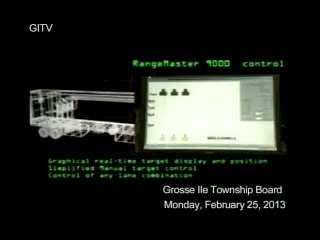 GITV
RangeMaster 9000 control
Graphical real-time target display and position
Simplified Manual target control
Control of any lane combination
Grosse Ile Township Board
Monday, February 25, 2013